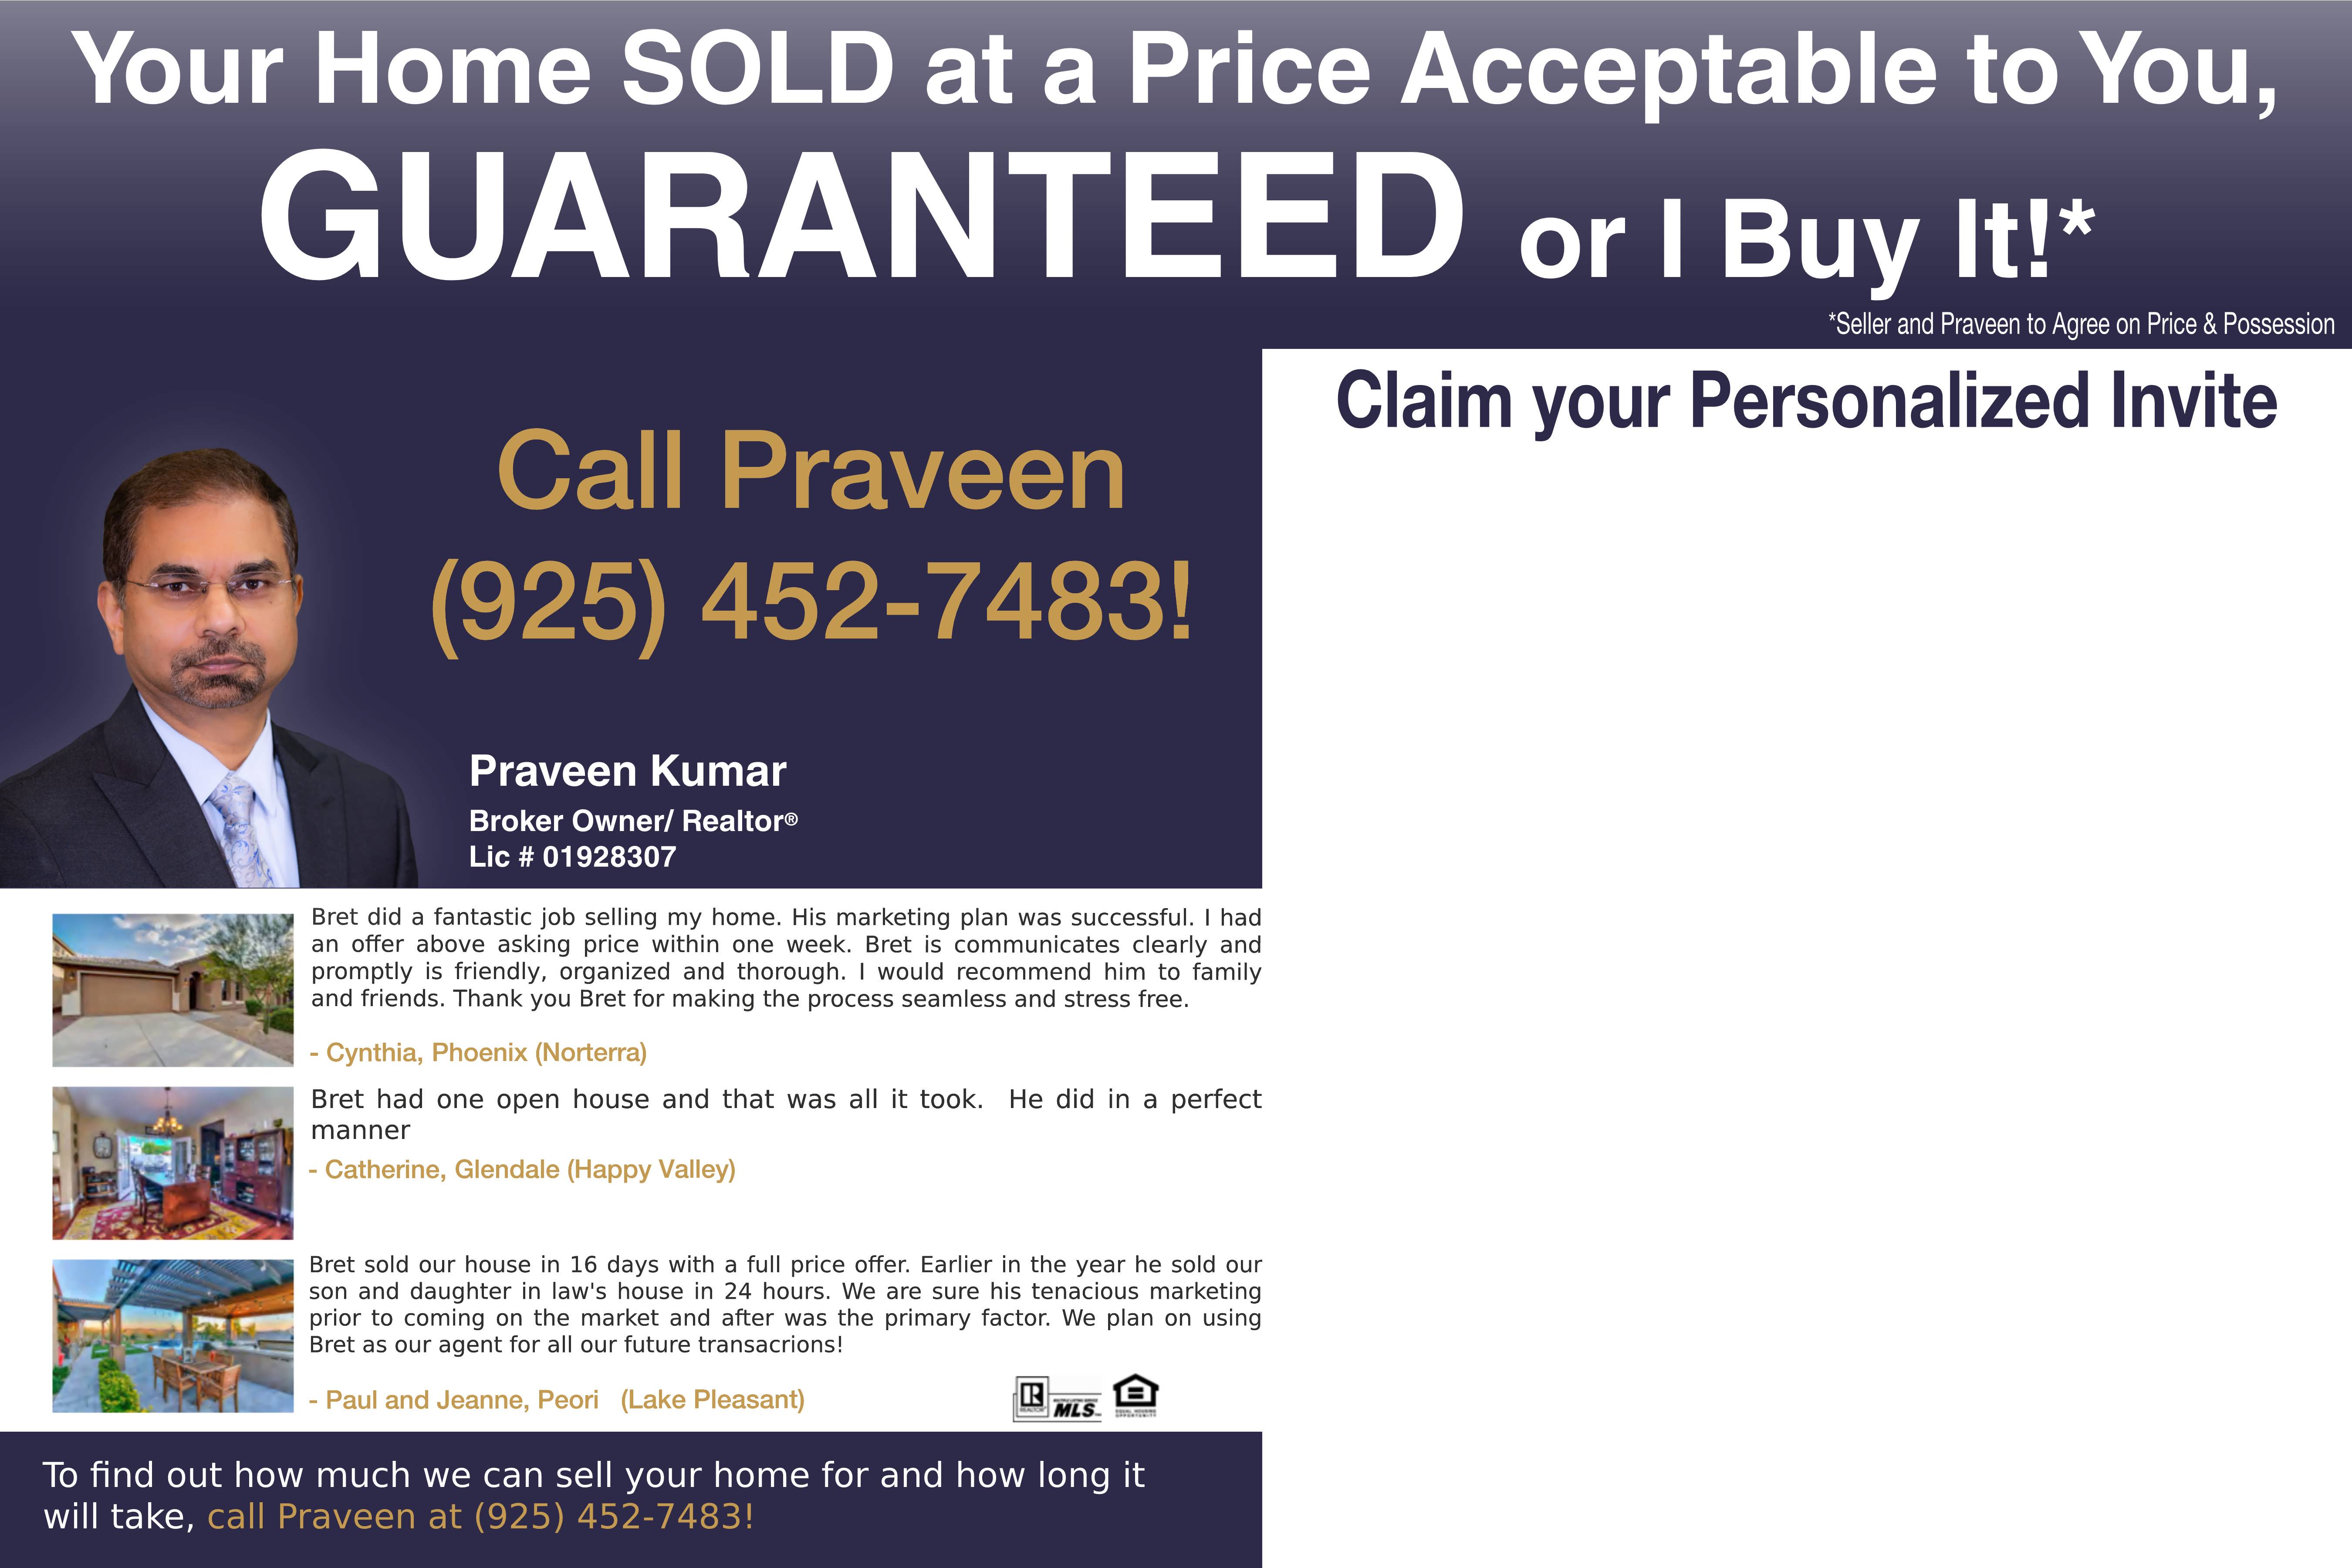 Your Home SOLD at a Price Acceptable to You,
GUARANTEED or I Buy It!*
*Seller and Praveen to Agree on Price & Possession
Claim your Personalized Invite
Call Praveen
(925) 452-7483!
Praveen Kumar
Broker Owner/ Realtor®
Lic # 01928307
Bret did a fantastic job selling my home. His marketing plan was successful. I had
an offer above asking price within one week. Bret is communicates clearly and
promptly is friendly, organized and thorough. I would recommend him to family
and friends. Thank you Bret for making the process seamless and stress free.
- Cynthia, Phoenix (Norterra)
Bret had one open house and that was all it took.  He did in a perfect
manner
- Catherine, Glendale (Happy Valley)
Bret sold our house in 16 days with a full price offer. Earlier in the year he sold our
son and daughter in law's house in 24 hours. We are sure his tenacious marketing
prior to coming on the market and after was the primary factor. We plan on using
Bret as our agent for all our future transacrions!
- Paul and Jeanne, Peori   (Lake Pleasant)
R
REALTOR
MLS
EQUAL HOUSING
OPPORTUNITY
To find out how much we can sell your home for and how long it
will take, call Praveen at (925) 452-7483!